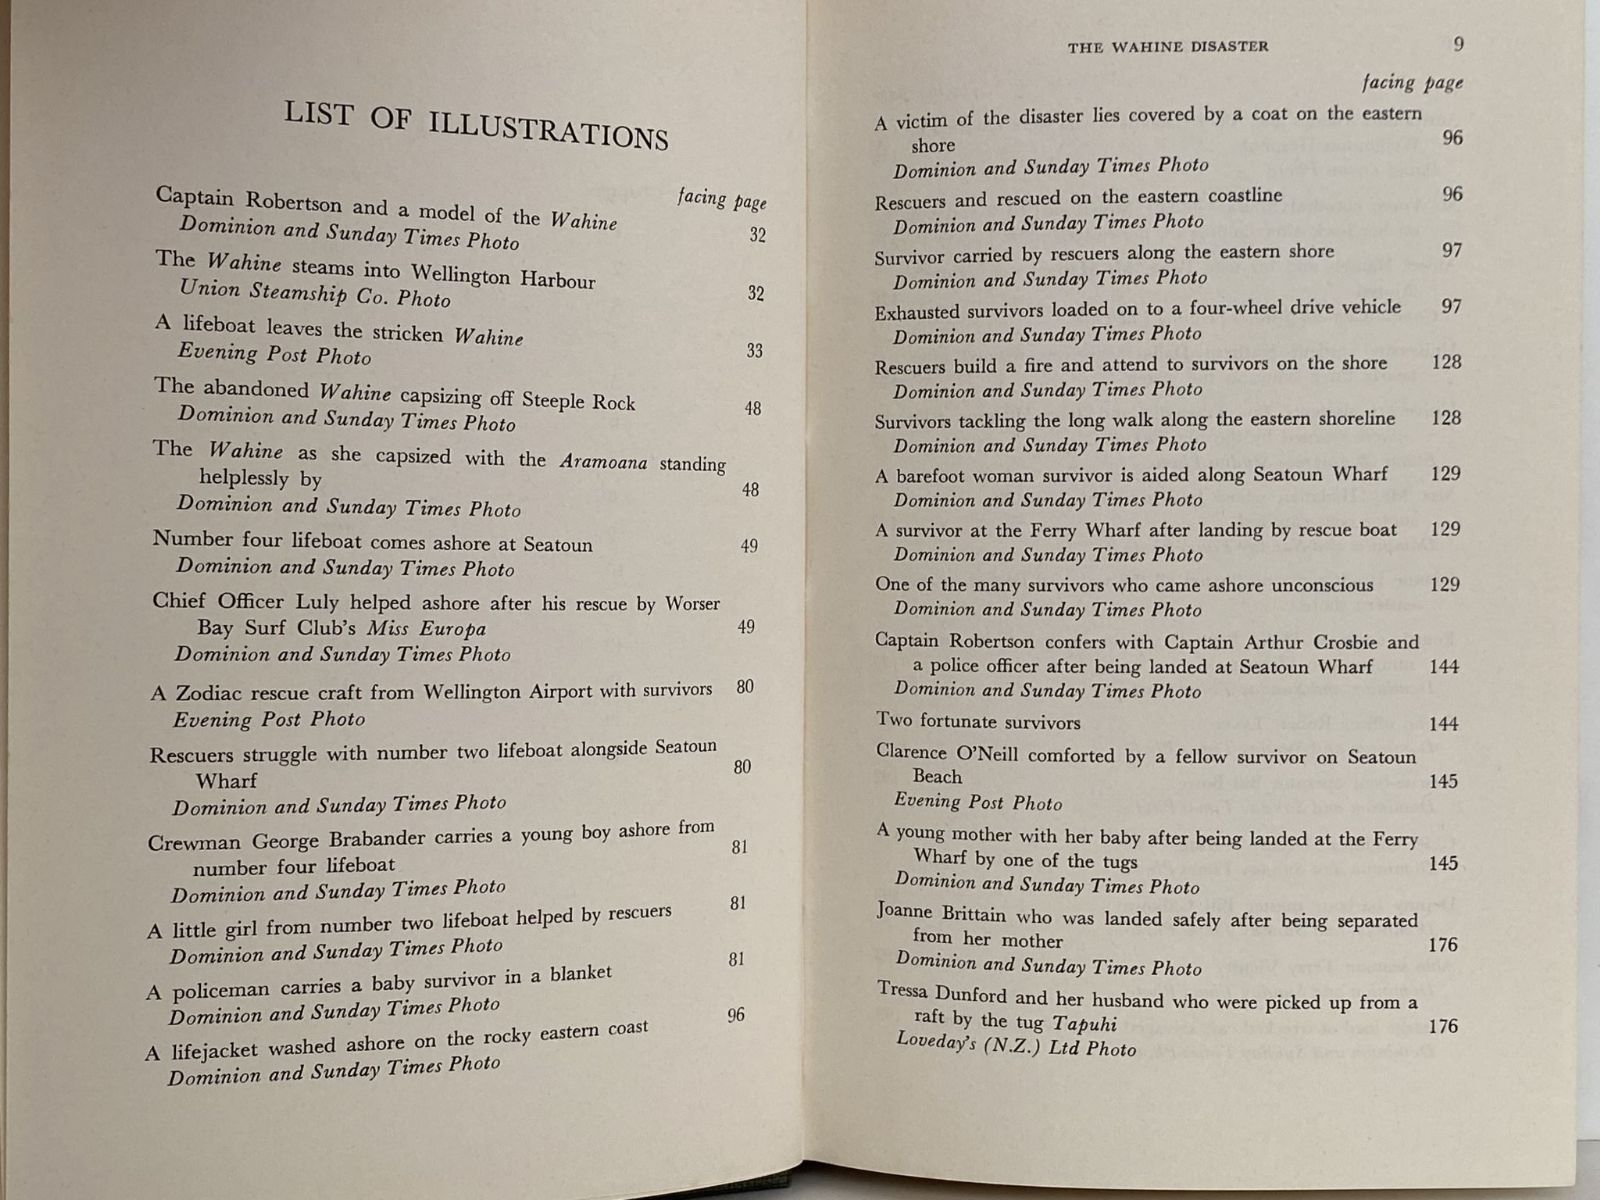 LIST OF ILLUSTRATIONS
facing page
Captain Robertson and a model of the Wahine 32
Dominion and Sunday Times Photo
The Wahine steams into Wellington Harbour 32
Union Steamship Co. Photo
A lifeboat leaves the stricken Wahine 33
Evening Post Photo
The abandoned Wahine capsizing off Steeple Rock 48
Dominion and Sunday Times Photo
The Wahine as she capsized with the Aramoana standing
helplessly by 48
Dominion and Sunday Times Photo
Number four lifeboat comes ashore at Seatoun 49
Dominion and Sunday Times Photo
Chief Officer Luly helped ashore after his rescue by Worser
Bay Surf Club's Miss Europa 49
Dominion and Sunday Times Photo
A Zodiac rescue craft from Wellington Airport with survivors 80
Evening Post Photo
Rescuers struggle with number two lifeboat alongside Seatoun
Wharf 80
Dominion and Sunday Times Photo
Crewman George Brabander carries a young boy ashore from
number four lifeboat 81
Dominion and Sunday Times Photo
A little girl from number two lifeboat helped by rescuers 81
Dominion and Sunday Times Photo
A policeman carries a baby survivor in a blanket 81
Dominion and Sunday Times Photo
A lifejacket washed ashore on the rocky eastern coast 96
Dominion and Sunday Times Photo
THE WAHINE DISASTER 9
facing page
A victim of the disaster lies covered by a coat on the eastern
shore 96
Dominion and Sunday Times Photo
Rescuers and rescued on the eastern coastline 96
Dominion and Sunday Times Photo
Survivor carried by rescuers along the eastern shore 97
Dominion and Sunday Times Photo
Exhausted survivors loaded on to a four-wheel drive vehicle 97
Dominion and Sunday Times Photo
Rescuers build a fire and attend to survivors on the shore 128
Dominion and Sunday Times Photo
Survivors tackling the long walk along the eastern shoreline 128
Dominion and Sunday Times Photo
A barefoot woman survivor is aided along Seatoun Wharf 129
Dominion and Sunday Times Photo
A survivor at the Ferry Wharf after landing by rescue boat 129
Dominion and Sunday Times Photo
One of the many survivors who came ashore unconscious 129
Dominion and Sunday Times Photo
Captain Robertson confers with Captain Arthur Crosbie and
a police officer after being landed at Seatoun Wharf 144
Dominion and Sunday Times Photo
Two fortunate survivors 144
Clarence O'Neill comforted by a fellow survivor on Seatoun
Beach 145
Evening Post Photo
A young mother with her baby after being landed at the Ferry
Wharf by one of the tugs 145
Dominion and Sunday Times Photo
Joanne Brittain who was landed safely after being separated
from her mother 176
Dominion and Sunday Times Photo
Tressa Dunford and her husband who were picked up from a
raft by the tug Tapuhi 176
Loveday's (N.Z.) Ltd Photo